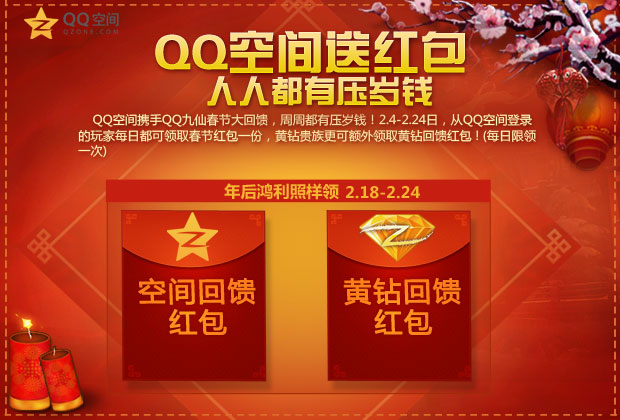 QQ空间
QZONE.COM
QQ空间送红包
人人都有压岁钱
QQ空间携手QQ九仙春节大回馈，周周都有压岁钱！2.4-2.24日，从QQ空间登录
的玩家每日都可领取春节红包一份，黄钻贵族更可额外领取黄钻回馈红包！(每日限领
一次)
年后鸿利照样领 2.18-2.24
空间回馈
红包
黄钻回馈
红包